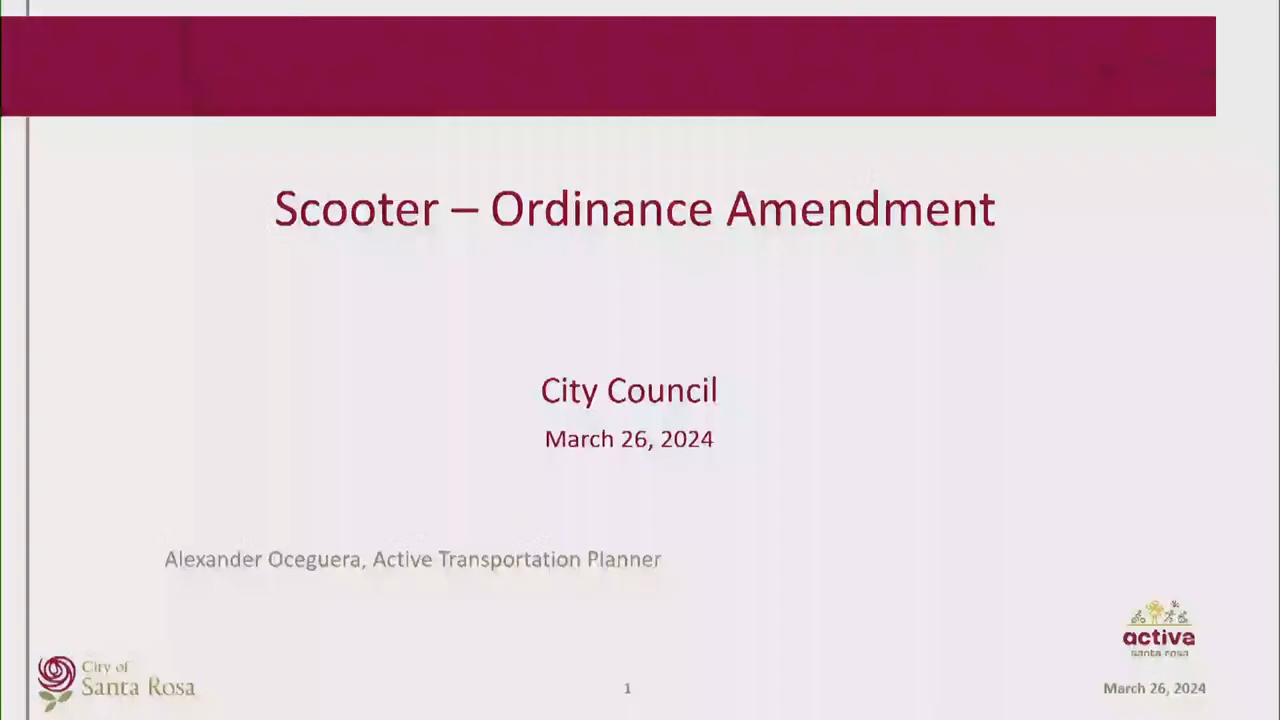 Scooter – Ordinance Amendment
City Council
March 26, 2024
Alexander Oceguera, Active Transportation Planner
activa
santa rosa
City of
Santa Rosa
1
March 26, 2024